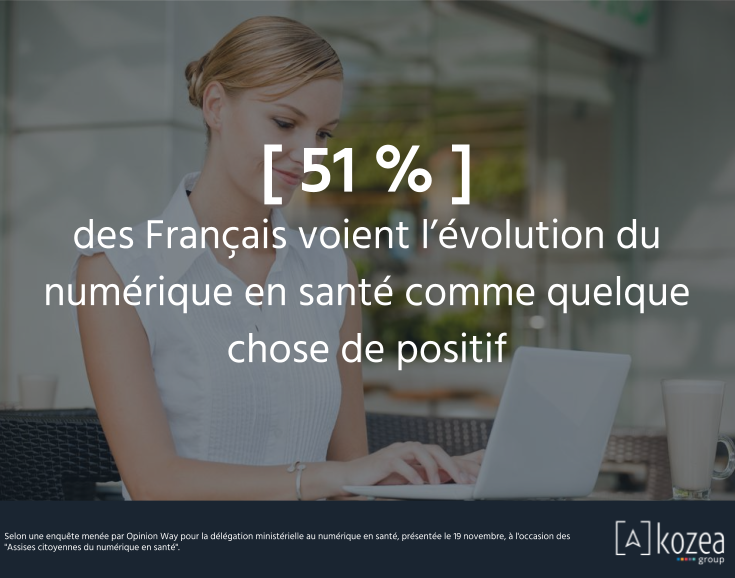 [ 51 % ]
des Français voient l'évolution du
numérique en santé comme quelque
chose de positif
Selon une enquête menée par Opinion Way pour la délégation ministérielle au numérique en santé, présentée le 19 novembre, à l'occasion des
"Assises citoyennes du numérique en santé".
[A]kozea
group